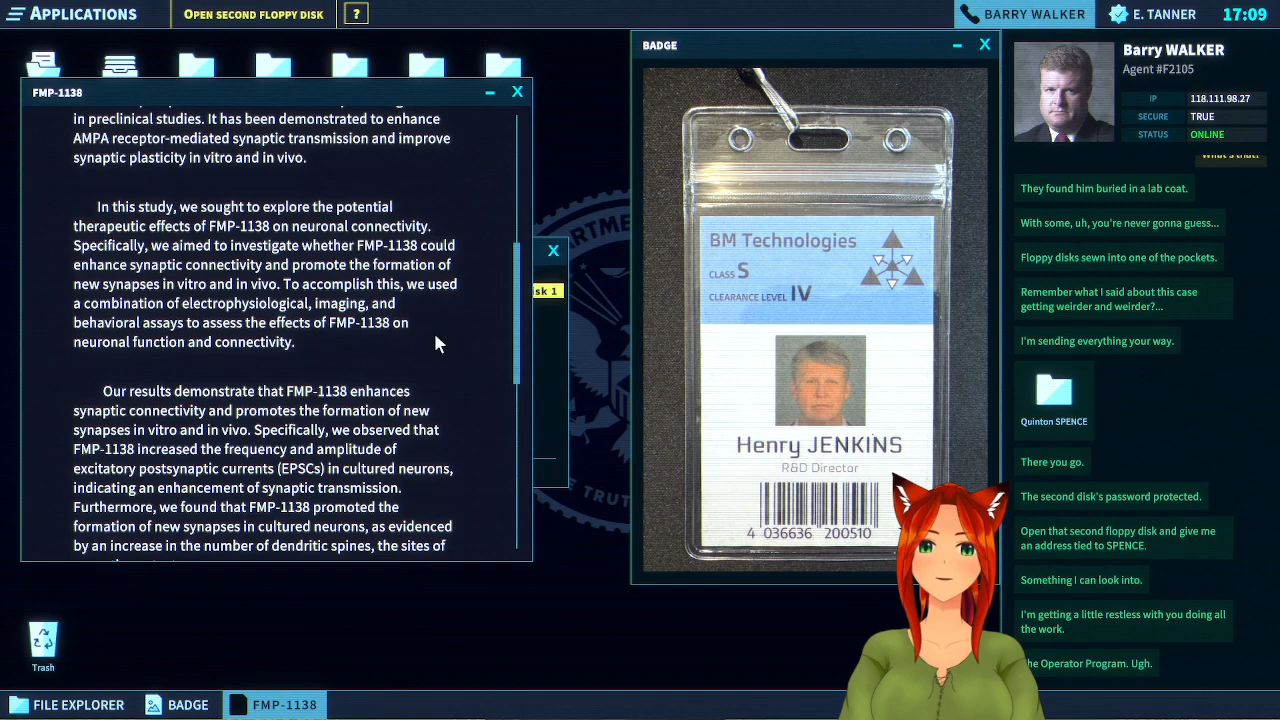 APPLICATIONS
OPEN SECOND FLOPPY DISK
?
BARRY WALKER
E. TANNER
17:09
FMP-1138
in preclinical studies. It has been demonstrated to enhance
AMPA receptor-mediated synaptic transmission and improve
synaptic plasticity in vitro and in vivo.
In this study, we sought to explore the potential
therapeutic effects of FMP-1138 on neuronal connectivity.
Specifically, we aimed to investigate whether FMP-1138 could
enhance synaptic connectivity and promote the formation of
new synapses in vitro and in vivo. To accomplish this, we used
a combination of electrophysiological, imaging, and
behavioral assays to assess the effects of FMP-1138 on
neuronal function and connectivity.
Our results demonstrate that FMP-1138 enhances
synaptic connectivity and promotes the formation of new
synapses in vitro and in vivo. Specifically, we observed that
FMP-1138 increased the frequency and amplitude of
excitatory postsynaptic currents (EPSCs) in cultured neurons,
indicating an enhancement of synaptic transmission.
Furthermore, we found that FMP-1138 promoted the
formation of new synapses in cultured neurons, as evidenced
by an increase in the number of dendritic spines, the sites of
sk 1
BADGE
BM Technologies
CLASS S
CLEARANCE LEVEL IV
Henry JENKINS
R&D Director
4 036636 200510
Barry WALKER
Agent #F2105
IP 118.111.98.27
SECURE TRUE
STATUS ONLINE
What's that?
They found him buried in a lab coat.
With some, uh, you're never gonna guess...
Floppy disks sewn into one of the pockets.
Remember what I said about this case
getting weirder and weirder?...
I'm sending everything your way.
Quinton SPENCE
There you go.
The second disk's password protected.
Open that second floppy disk and give me
an address tied to SPENCE.
Something I can look into.
I'm getting a little restless with you doing all
the work.
he Operator Program. Ugh.
Trash
FILE EXPLORER
BADGE
FMP-1138